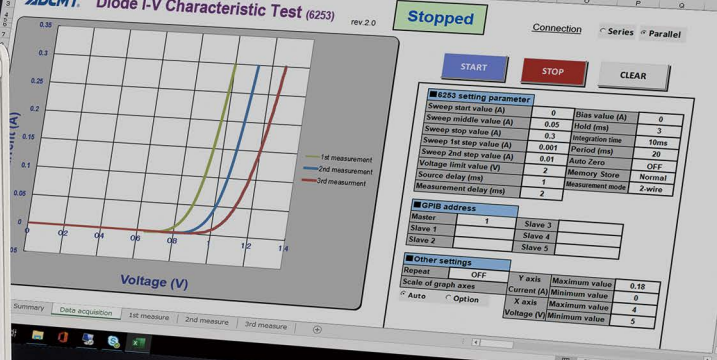 ADCMT. Diode I-V Characteristic Test (6253) rev.2.0
Stopped
Connection Series Parallel
START STOP CLEAR
0.35
0.3
0.25
0.2
0.15
0.1
0.05
0
0 0.2 0.4 0.6 0.8 1 1.2 1.4
Voltage (V)
1st measurement
2nd measurement
3rd measurment
■6253 setting parameter
Sweep start value (A) 0 Bias value (A) 0
Sweep middle value (A) 0.05 Hold (ms) 3
Sweep stop value (A) 0.3 Integration time 10ms
Sweep 1st step value (A) 0.001 Period (ms) 20
Sweep 2nd step value (A) 0.01 Auto Zero OFF
Voltage limit value (V) 2 Memory Store Normal
Source delay (ms) 1 Measurement mode 2-wire
Measurement delay (ms) 2
■GPIB address
Master 1 Slave 3
Slave 1 Slave 4
Slave 2 Slave 5
■Other settings
Repeat OFF
Scale of graph axes
Auto Option
Y axis Maximum value 0.18
Current (A) Minimum value 0
X axis Maximum value 4
Voltage (V) Minimum value 5
Summary Data acquisition 1st measure 2nd measure 3rd measure